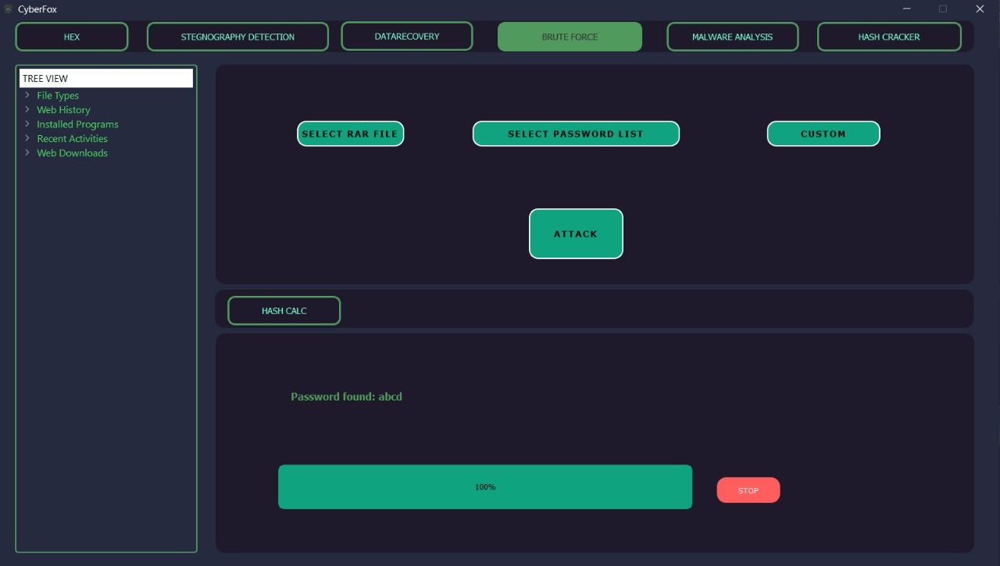 CyberFox
HEX
STEGNOGRAPHY DETECTION
DATARECOVERY
BRUTE FORCE
MALWARE ANALYSIS
HASH CRACKER
TREE VIEW
File Types
Web History
Installed Programs
Recent Activities
Web Downloads
SELECT RAR FILE
SELECT PASSWORD LIST
CUSTOM
ATTACK
HASH CALC
Password found: abcd
100%
STOP